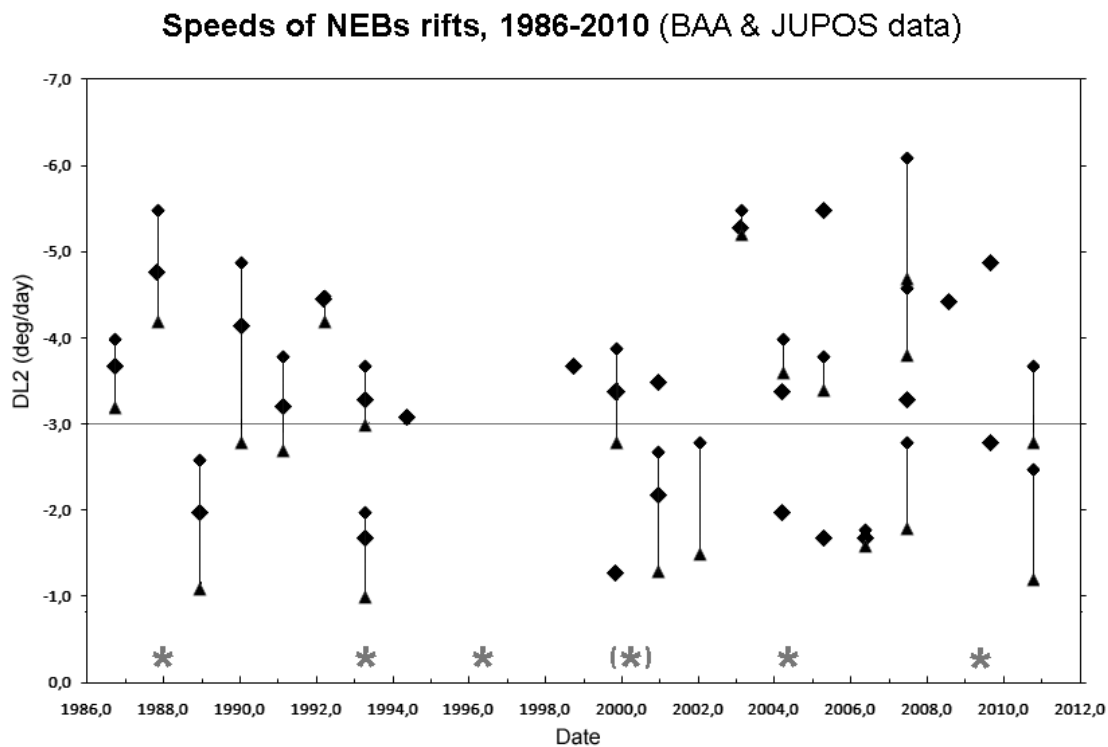 Speeds of NEBs rifts, 1986-2010 (BAA & JUPOS data)
-7,0
-6,0
-5,0
-4,0
-3,0
-2,0
-1,0
0,0
DL2 (deg/day)
* * * (*) * *
1986,0 1988,0 1990,0 1992,0 1994,0 1996,0 1998,0 2000,0 2002,0 2004,0 2006,0 2008,0 2010,0 2012,0
Date